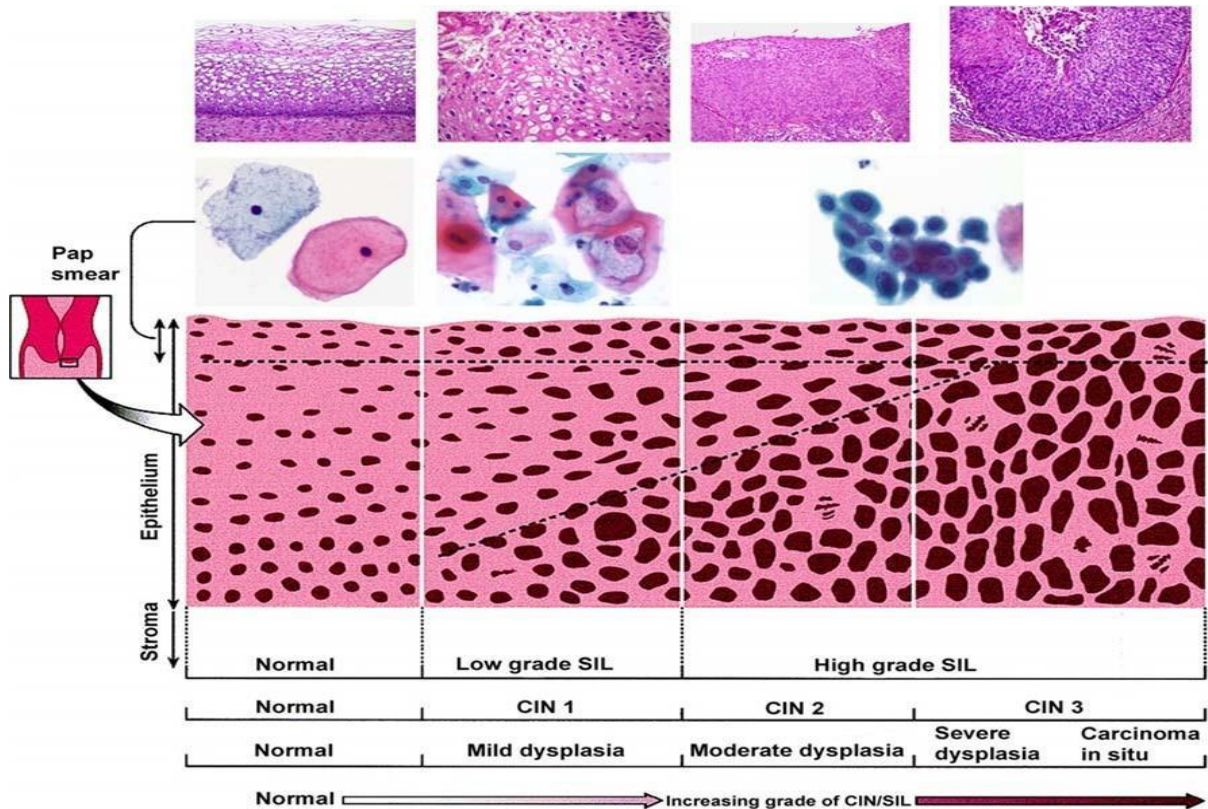 Pap
smear
Epithelium
Stroma
Normal
Low grade SIL
High grade SIL
Normal
CIN 1
CIN 2
CIN 3
Normal
Mild dysplasia
Moderate dysplasia
Severe
dysplasia
Carcinoma
in situ
Normal
Increasing grade of CIN/SIL